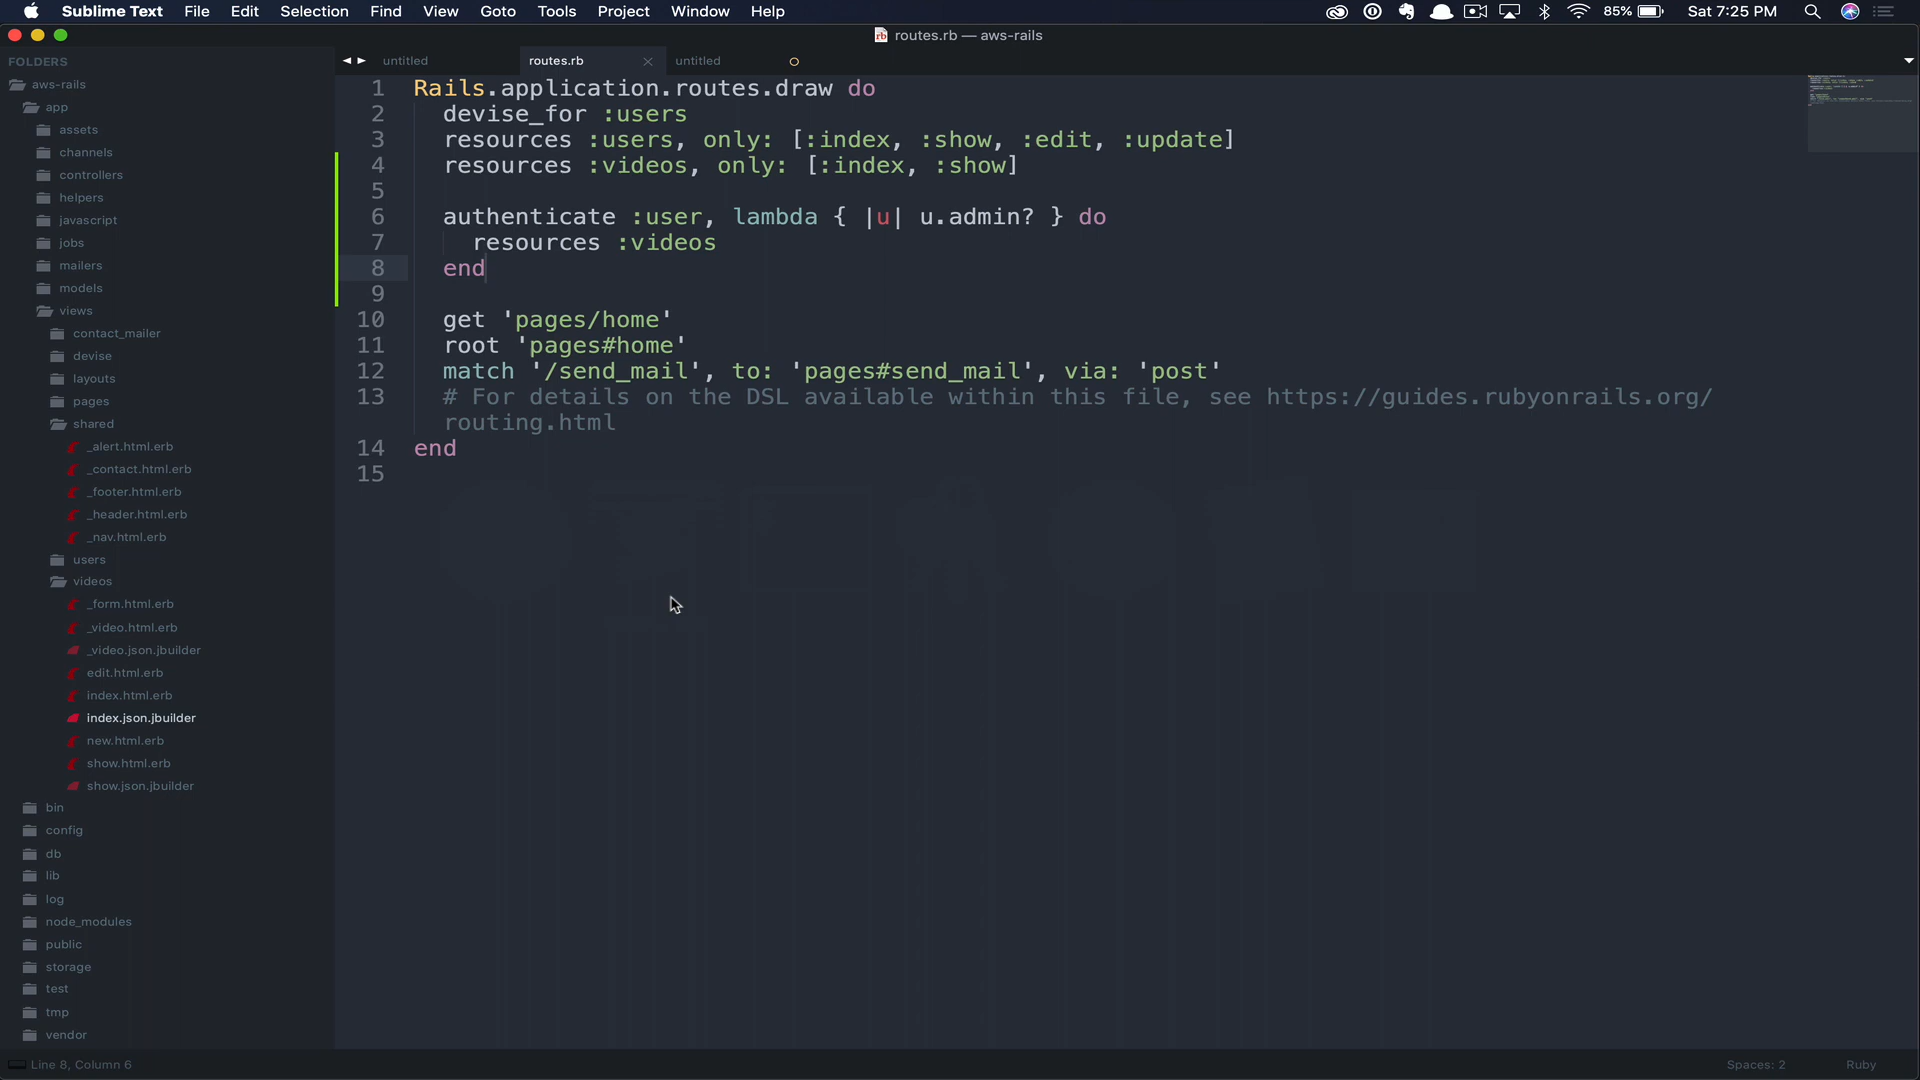 Sublime Text File Edit Selection Find View Goto Tools Project Window Help 85% Sat 7:25 PM
routes.rb — aws-rails
FOLDERS
aws-rails
app
assets
channels
controllers
helpers
javascript
jobs
mailers
models
views
contact_mailer
devise
layouts
pages
shared
_alert.html.erb
_contact.html.erb
_footer.html.erb
_header.html.erb
_nav.html.erb
users
videos
_form.html.erb
_video.html.erb
_video.json.jbuilder
edit.html.erb
index.html.erb
index.json.jbuilder
new.html.erb
show.html.erb
show.json.jbuilder
bin
config
db
lib
log
node_modules
public
storage
test
tmp
vendor
untitled routes.rb untitled
1 Rails.application.routes.draw do
2 devise_for :users
3 resources :users, only: [:index, :show, :edit, :update]
4 resources :videos, only: [:index, :show]
5
6 authenticate :user, lambda { |u| u.admin? } do
7 resources :videos
8 end
9
10 get 'pages/home'
11 root 'pages#home'
12 match '/send_mail', to: 'pages#send_mail', via: 'post'
13 # For details on the DSL available within this file, see https://guides.rubyonrails.org/
routing.html
14 end
15
Line 8, Column 6 Spaces: 2 Ruby